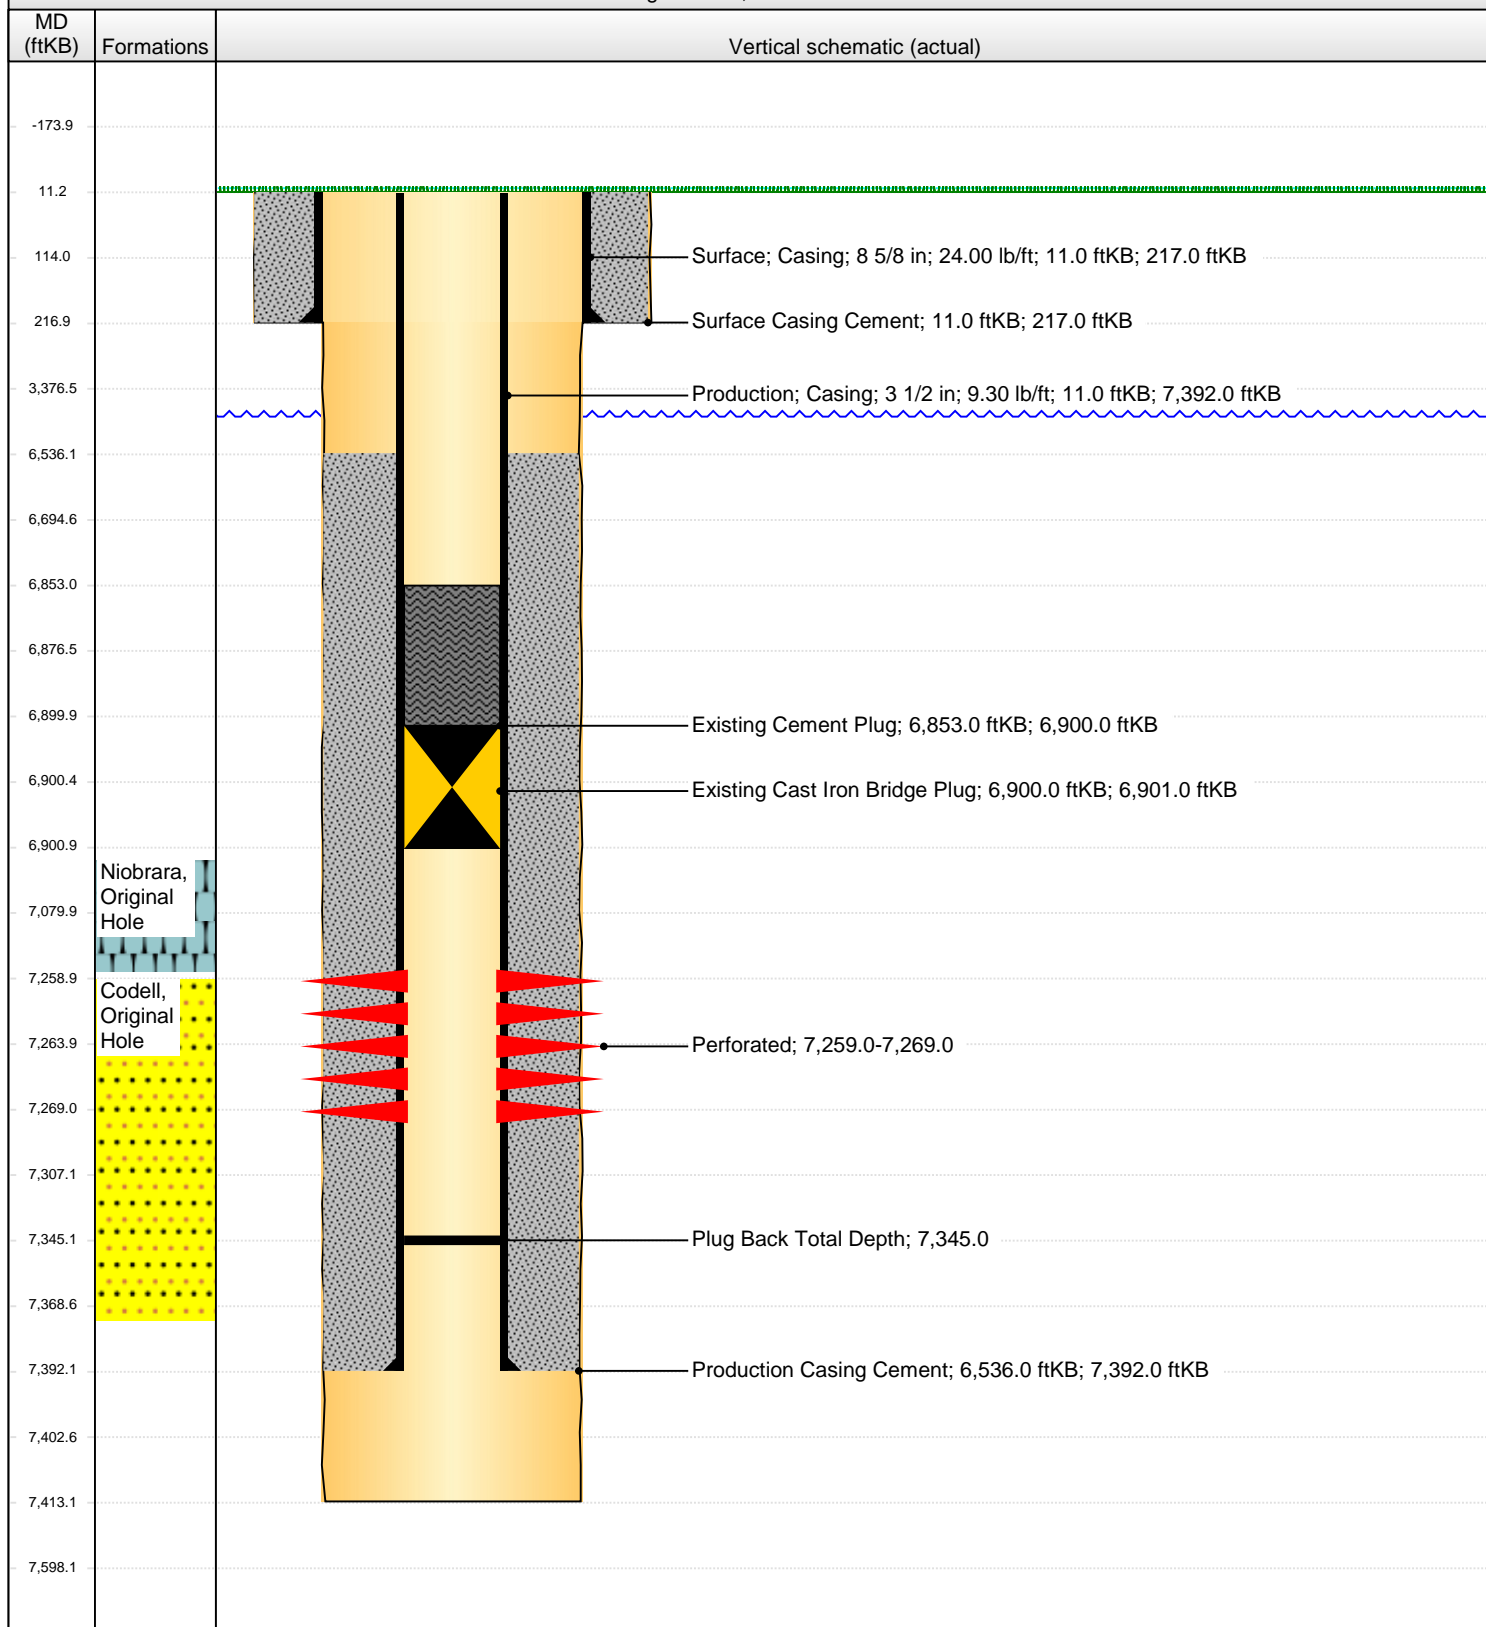 MD
(ftKB)
Formations
Vertical schematic (actual)
-173.9
11.2
114.0
Surface; Casing; 8 5/8 in; 24.00 lb/ft; 11.0 ftKB; 217.0 ftKB
216.9
Surface Casing Cement; 11.0 ftKB; 217.0 ftKB
3,376.5
Production; Casing; 3 1/2 in; 9.30 lb/ft; 11.0 ftKB; 7,392.0 ftKB
6,536.1
6,694.6
6,853.0
6,876.5
6,899.9
Existing Cement Plug; 6,853.0 ftKB; 6,900.0 ftKB
6,900.4
Existing Cast Iron Bridge Plug; 6,900.0 ftKB; 6,901.0 ftKB
6,900.9
Niobrara,
Original
Hole
7,079.9
7,258.9
Codell,
Original
Hole
7,263.9
Perforated; 7,259.0-7,269.0
7,269.0
7,307.1
7,345.1
Plug Back Total Depth; 7,345.0
7,368.6
7,392.1
Production Casing Cement; 6,536.0 ftKB; 7,392.0 ftKB
7,402.6
7,413.1
7,598.1